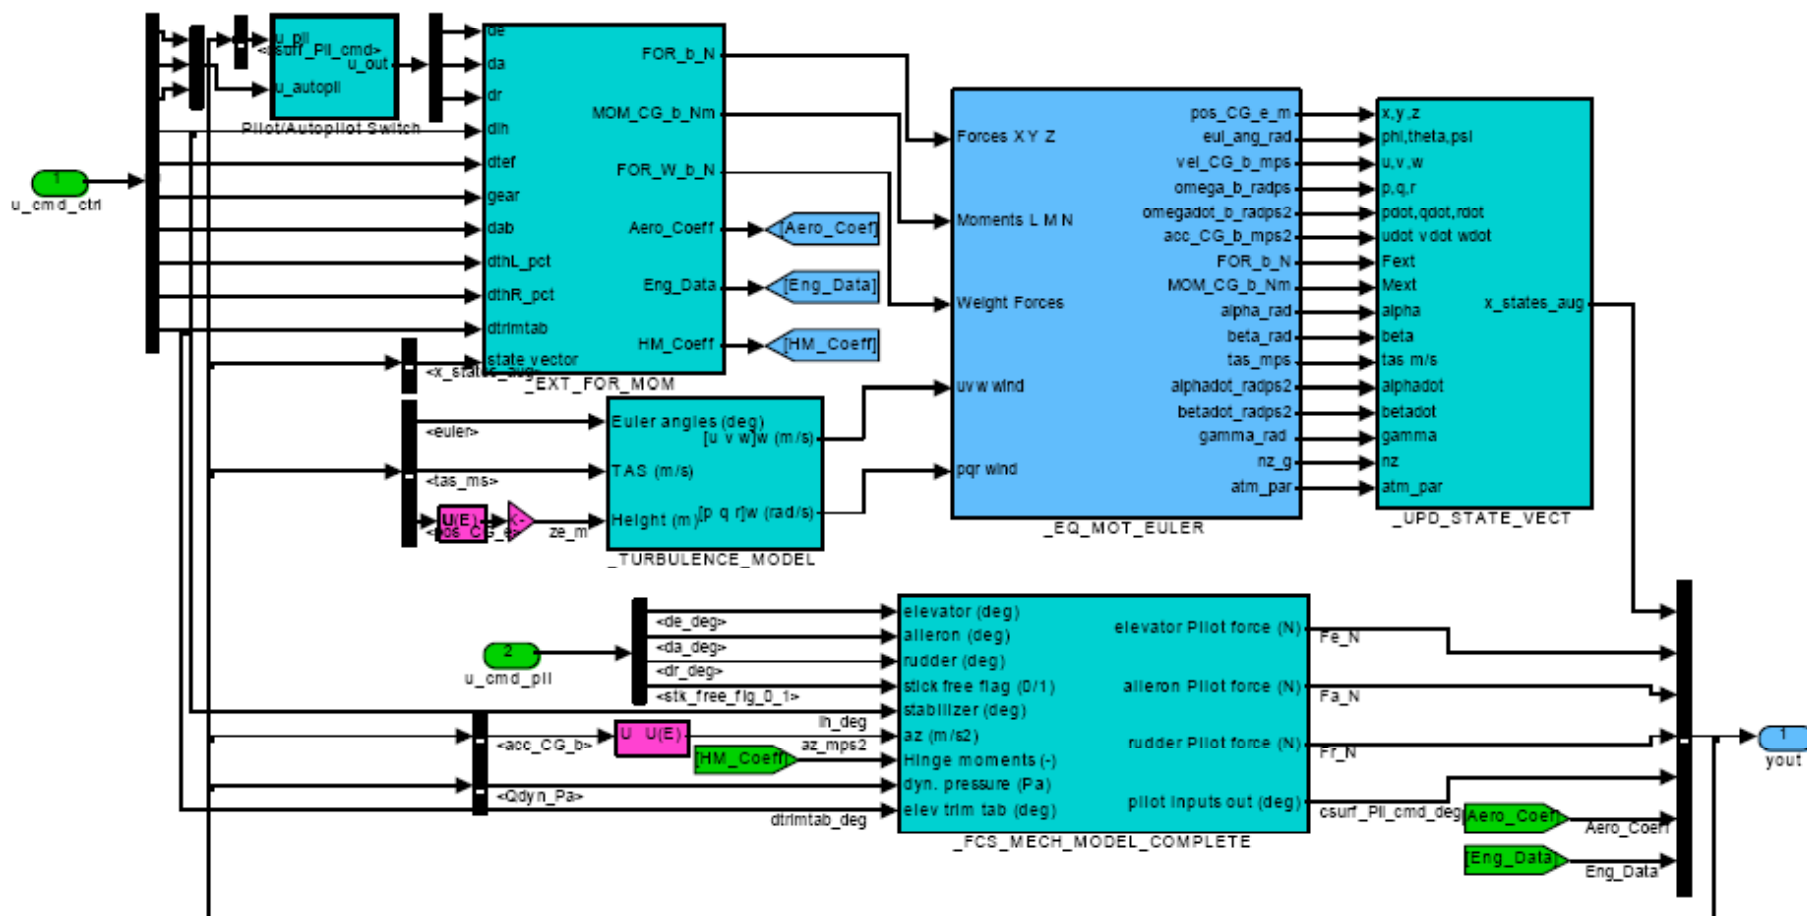 1
u_cmd_ctrl
u_pil
<csurf_Pil_cmd>
u_out
u_autopil
Pilot/Autopilot Switch
de
da
dr
dih
dtef
gear
dab
dthL_pct
dthR_pct
dtrimtab
state vector
<x_states_aug>
FOR_b_N
MOM_CG_b_Nm
FOR_W_b_N
Aero_Coeff
Eng_Data
HM_Coeff
_EXT_FOR_MOM
[Aero_Coef]
[Eng_Data]
[HM_Coeff]
<euler>
<tas_ms>
U(E)
K-
<pos_CG_e>
ze_m
Euler angles (deg)
TAS (m/s)
Height (m)
[u v w]w (m/s)
[p q r]w (rad/s)
_TURBULENCE_MODEL
Forces X Y Z
Moments L M N
Weight Forces
uvw wind
pqr wind
pos_CG_e_m
eul_ang_rad
vel_CG_b_mps
omega_b_radps
omegadot_b_radps2
acc_CG_b_mps2
FOR_b_N
MOM_CG_b_Nm
alpha_rad
beta_rad
tas_mps
alphadot_radps2
betadot_radps2
gamma_rad
nz_g
atm_par
_EQ_MOT_EULER
x,y,z
phi,theta,psi
u,v,w
p,q,r
pdot,qdot,rdot
udot vdot wdot
Fext
Mext
alpha
beta
tas m/s
alphadot
betadot
gamma
nz
atm_par
x_states_aug
_UPD_STATE_VECT
2
u_cmd_pil
<de_deg>
<da_deg>
<dr_deg>
<stk_free_flg_0_1>
ih_deg
<acc_CG_b>
U U(E)
az_mps2
[HM_Coeff]
<Qdyn_Pa>
dtrimtab_deg
elevator (deg)
aileron (deg)
rudder (deg)
stick free flag (0/1)
stabilizer (deg)
az (m/s2)
Hinge moments (-)
dyn. pressure (Pa)
elev trim tab (deg)
elevator Pilot force (N)
aileron Pilot force (N)
rudder Pilot force (N)
pilot inputs out (deg)
_FCS_MECH_MODEL_COMPLETE
Fe_N
Fa_N
Fr_N
csurf_Pil_cmd_deg
[Aero_Coef]
Aero_Coeff
[Eng_Data]
Eng_Data
1
yout